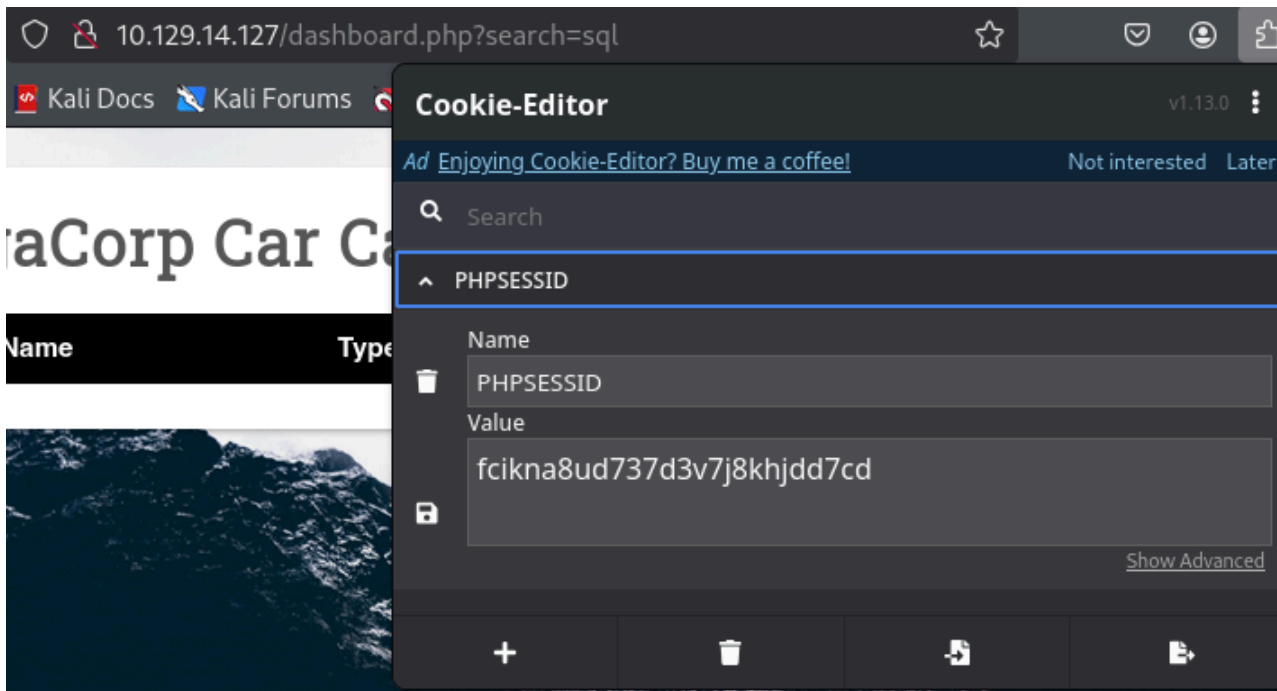 10.129.14.127/dashboard.php?search=sql
Kali Docs Kali Forums
Cookie-Editor v1.13.0
Ad Enjoying Cookie-Editor? Buy me a coffee! Not interested Later
Search
aCorp Car Ca
PHPSESSID
Name Type
Name
PHPSESSID
Value
fcikna8ud737d3v7j8khjdd7cd
Show Advanced